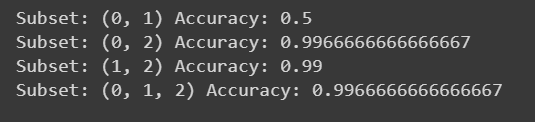 Subset: (0, 1) Accuracy: 0.5
Subset: (0, 2) Accuracy: 0.9966666666666667
Subset: (1, 2) Accuracy: 0.99
Subset: (0, 1, 2) Accuracy: 0.9966666666666667